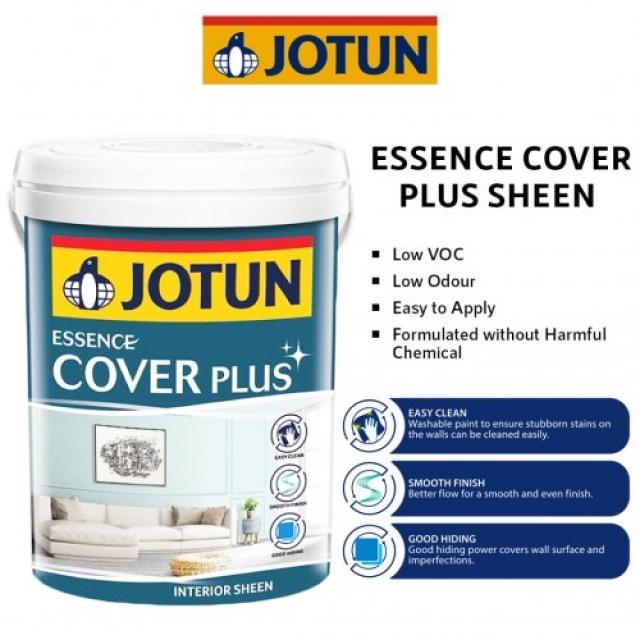 JOTUN
JOTUN
ESSENCE
COVER PLUS
EASY CLEAN
SMOOTH FINISH
GOOD HIDING
INTERIOR SHEEN
ESSENCE COVER
PLUS SHEEN
Low VOC
Low Odour
Easy to Apply
Formulated without Harmful
Chemical
EASY CLEAN
Washable paint to ensure stubborn stains on
the walls can be cleaned easily.
SMOOTH FINISH
Better flow for a smooth and even finish.
GOOD HIDING
Good hiding power covers wall surface and
imperfections.